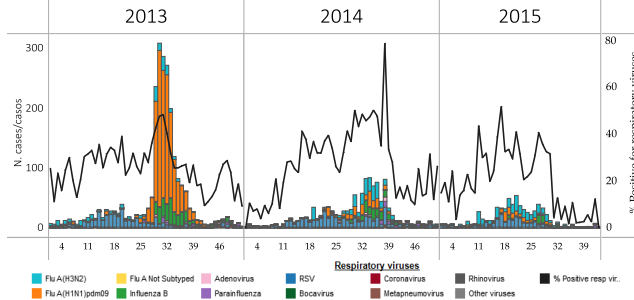 2013 2014 2015
300 80
200 60
N. cases/casos
% Positive respiratory viruses
40
100
20
0 0
4 11 18 25 32 39 46 4 11 18 25 32 39 46 4 11 18 25 32 39
Respiratory viruses
Flu A(H3N2) Flu A Not Subtyped Adenovirus RSV Coronavirus Rhinovirus % Positive resp vir..
Flu A(H1N1)pdm09 Influenza B Parainfluenza Bocavirus Metapneumovirus Other viruses